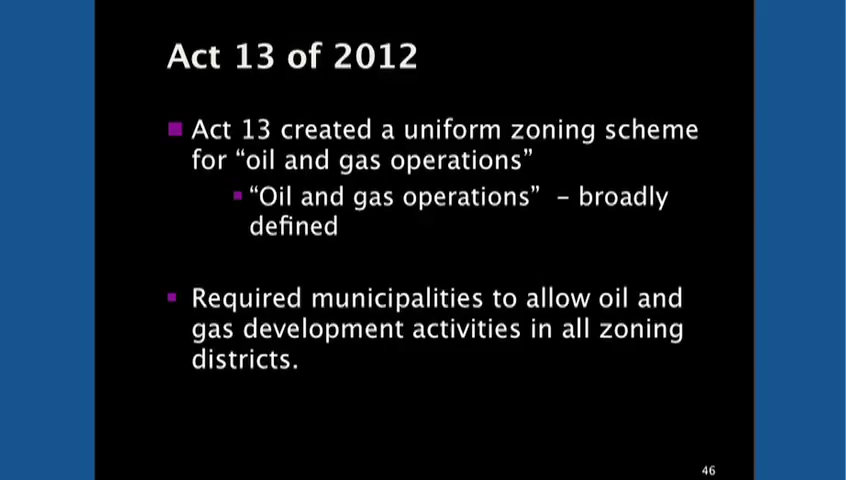 Act 13 of 2012
Act 13 created a uniform zoning scheme
for “oil and gas operations”
“Oil and gas operations” – broadly
defined
Required municipalities to allow oil and
gas development activities in all zoning
districts.
46